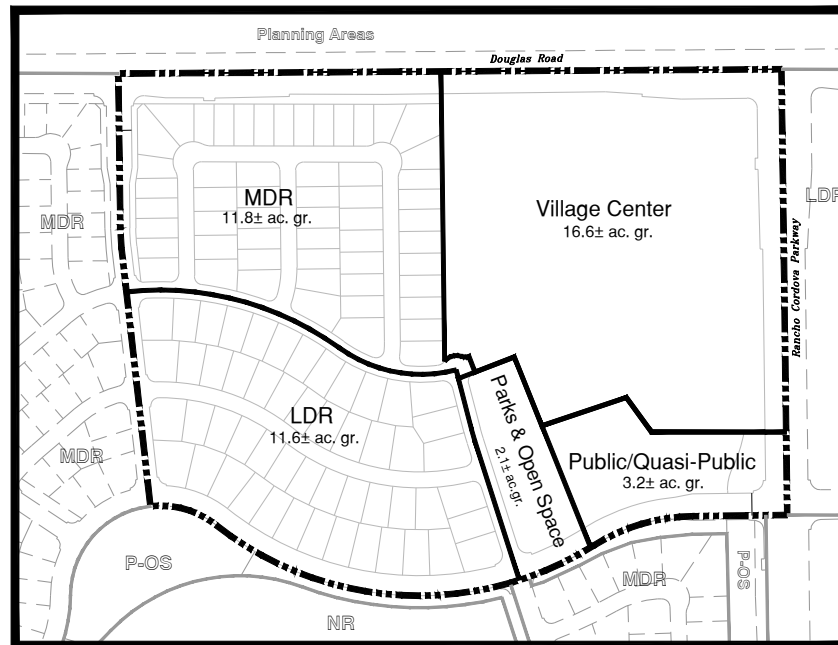 Planning Areas
Douglas Road
MDR
11.8± ac. gr.
Village Center
16.6± ac. gr.
MDR
LDR
Rancho Cordova Parkway
LDR
11.6± ac. gr.
Parks & Open Space
2.1± ac.gr.
Public/Quasi-Public
3.2± ac. gr.
MDR
P-OS
MDR
P-OS
NR